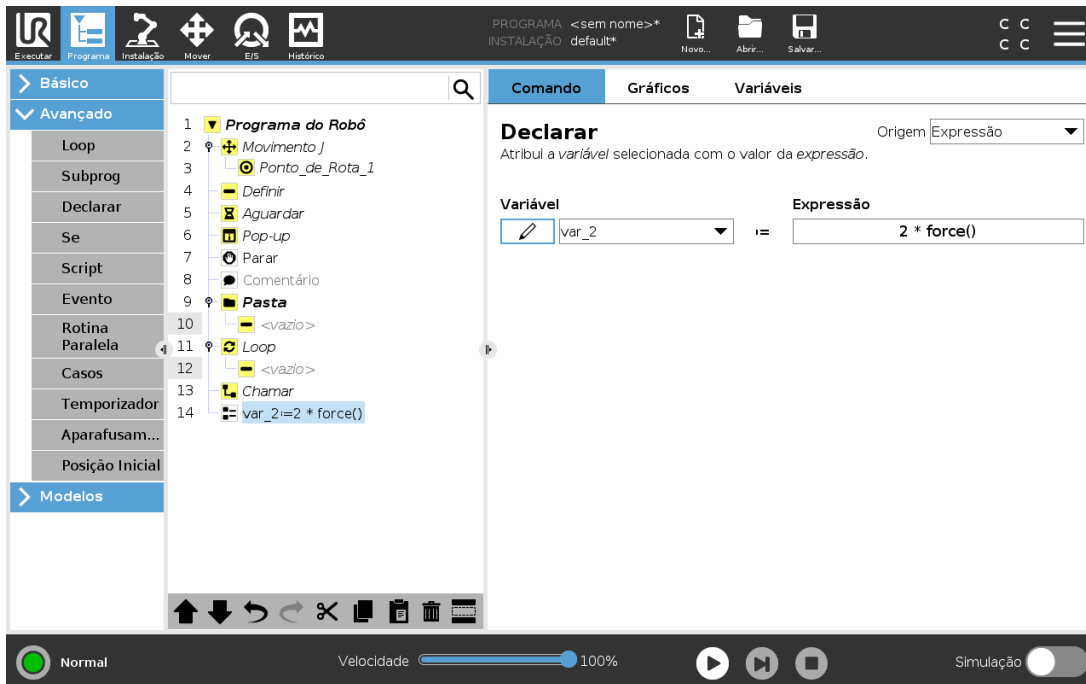 PROGRAMA <sem nome>*
INSTALAÇÃO default*
C C
C C
Executar Programa Instalação Mover E/S Histórico Novo... Abrir... Salvar...
Básico
Avançado
Loop
Subprog
Declarar
Se
Script
Evento
Rotina
Paralela
Casos
Temporizador
Aparafusam...
Posição Inicial
Modelos
1 Programa do Robô
2 Movimento J
3 Ponto_de_Rota_1
4 Definir
5 Aguardar
6 Pop-up
7 Parar
8 Comentário
9 Pasta
10 <vazio>
11 Loop
12 <vazio>
13 Chamar
14 var_2:=2 * force()
Comando Gráficos Variáveis
Declarar
Origem Expressão
Atribui a variável selecionada com o valor da expressão.
Variável Expressão
var_2 := 2 * force()
Normal Velocidade 100% Simulação